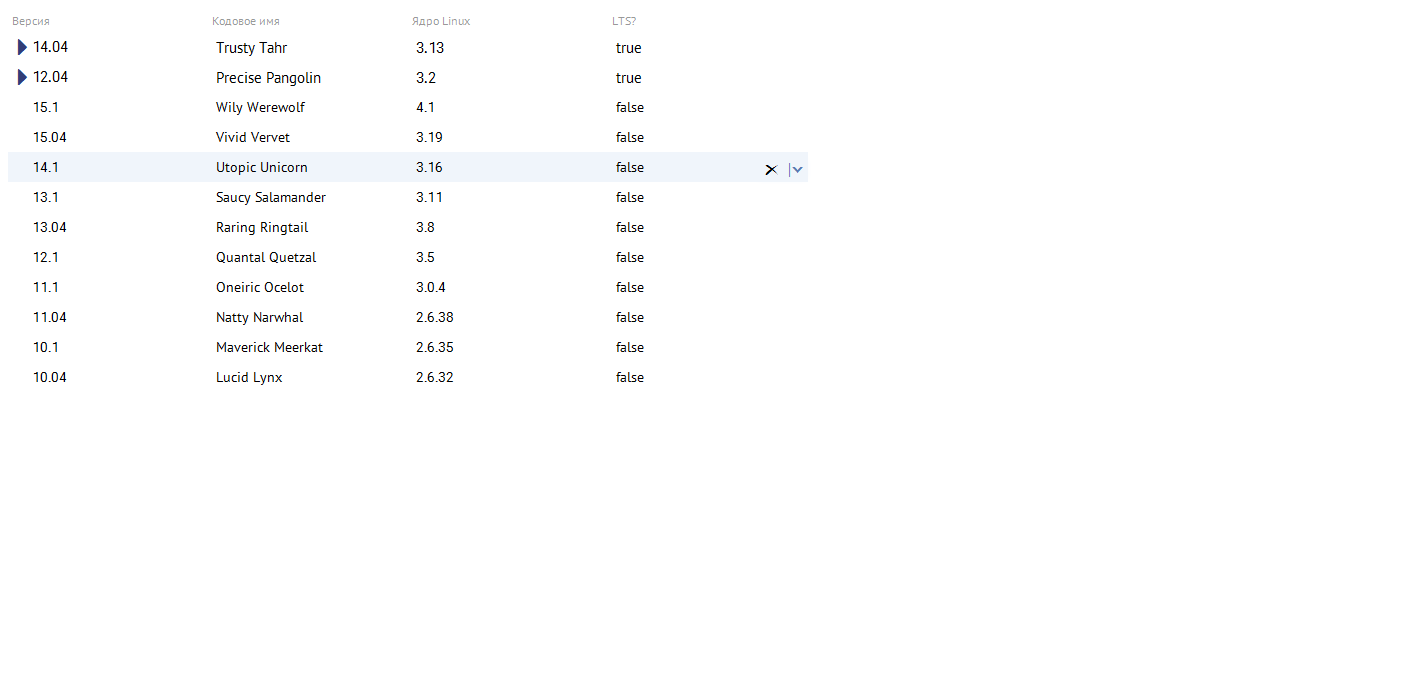 Версия Кодовое имя Ядро Linux LTS?
14.04 Trusty Tahr 3.13 true
12.04 Precise Pangolin 3.2 true
15.1 Wily Werewolf 4.1 false
15.04 Vivid Vervet 3.19 false
14.1 Utopic Unicorn 3.16 false
13.1 Saucy Salamander 3.11 false
13.04 Raring Ringtail 3.8 false
12.1 Quantal Quetzal 3.5 false
11.1 Oneiric Ocelot 3.0.4 false
11.04 Natty Narwhal 2.6.38 false
10.1 Maverick Meerkat 2.6.35 false
10.04 Lucid Lynx 2.6.32 false